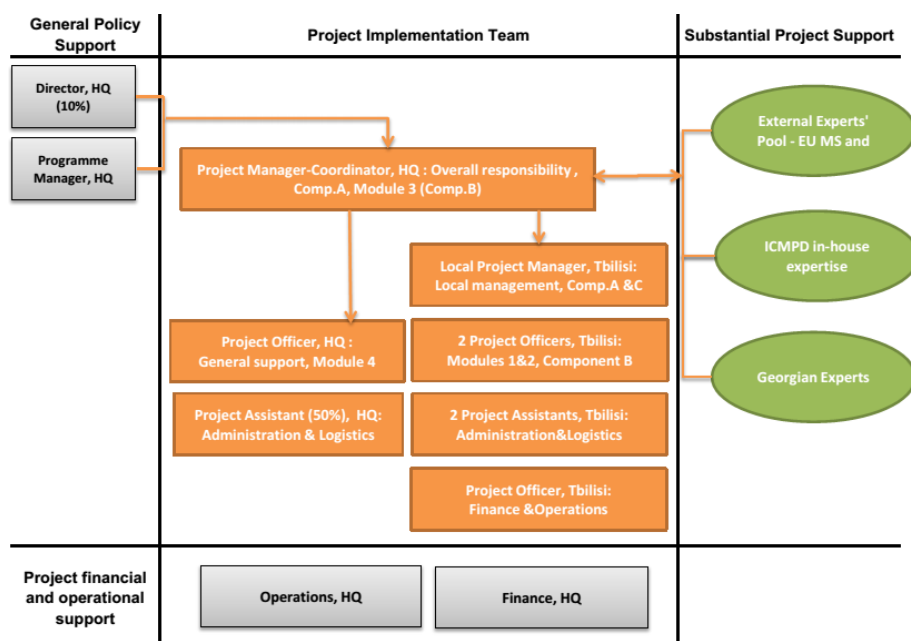 General Policy
Support
Project Implementation Team
Substantial Project Support
Director, HQ
(10%)
Programme
Manager, HQ
Project Manager-Coordinator, HQ : Overall responsibility ,
Comp.A, Module 3 (Comp.B)
Local Project Manager, Tbilisi:
Local management, Comp.A &C
Project Officer, HQ :
General support, Module 4
2 Project Officers, Tbilisi:
Modules 1&2, Component B
Project Assistant (50%), HQ:
Administration & Logistics
2 Project Assistants, Tbilisi:
Administration&Logistics
Project Officer, Tbilisi:
Finance &Operations
External Experts'
Pool - EU MS and
ICMPD in-house
expertise
Georgian Experts
Project financial
and operational
support
Operations, HQ
Finance, HQ